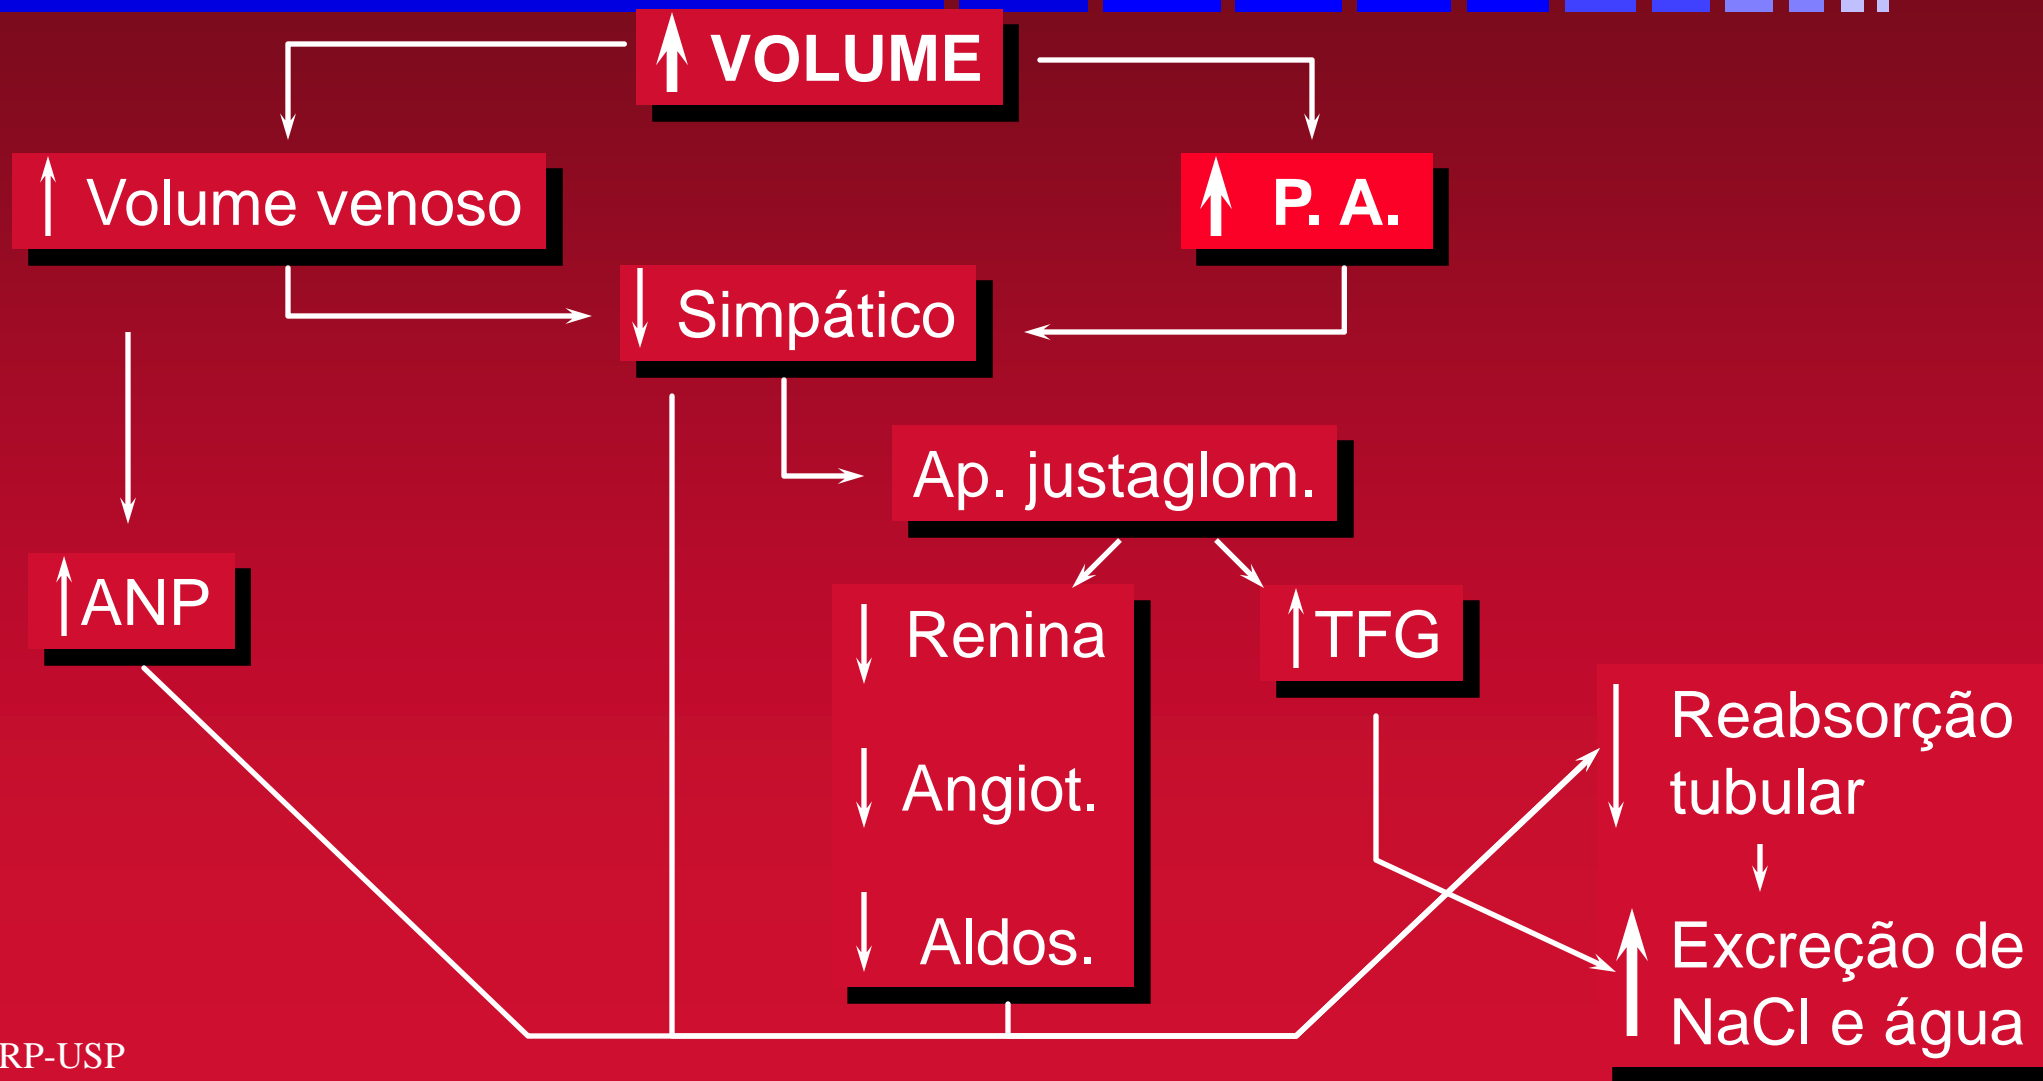 VOLUME
Volume venoso
P. A.
Simpático
Ap. justaglom.
ANP
Renina
TFG
Angiot.
Aldos.
Reabsorção
tubular
Excreção de
NaCl e água
RP-USP